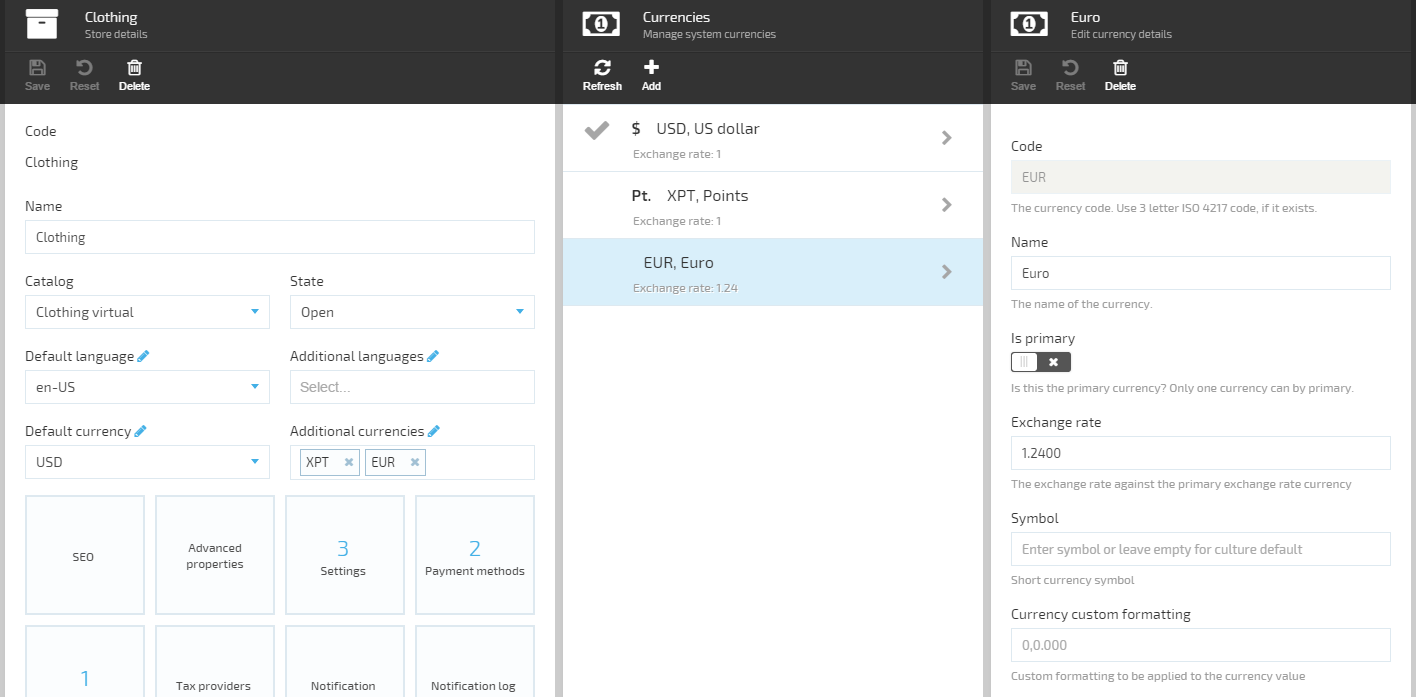 Clothing
Store details
Save Reset Delete
Code
Clothing
Name
Clothing
Catalog State
Clothing virtual Open
Default language Additional languages
en-US Select...
Default currency Additional currencies
USD XPT EUR
SEO
Advanced
properties
3
Settings
2
Payment methods
1
Tax providers
Notification
Notification log
Currencies
Manage system currencies
Refresh Add
$ USD, US dollar
Exchange rate: 1
Pt. XPT, Points
Exchange rate: 1
EUR, Euro
Exchange rate: 1.24
Euro
Edit currency details
Save Reset Delete
Code
EUR
The currency code. Use 3 letter ISO 4217 code, if it exists.
Name
Euro
The name of the currency.
Is primary
Is this the primary currency? Only one currency can by primary.
Exchange rate
1.2400
The exchange rate against the primary exchange rate currency
Symbol
Enter symbol or leave empty for culture default
Short currency symbol
Currency custom formatting
0,0.000
Custom formatting to be applied to the currency value